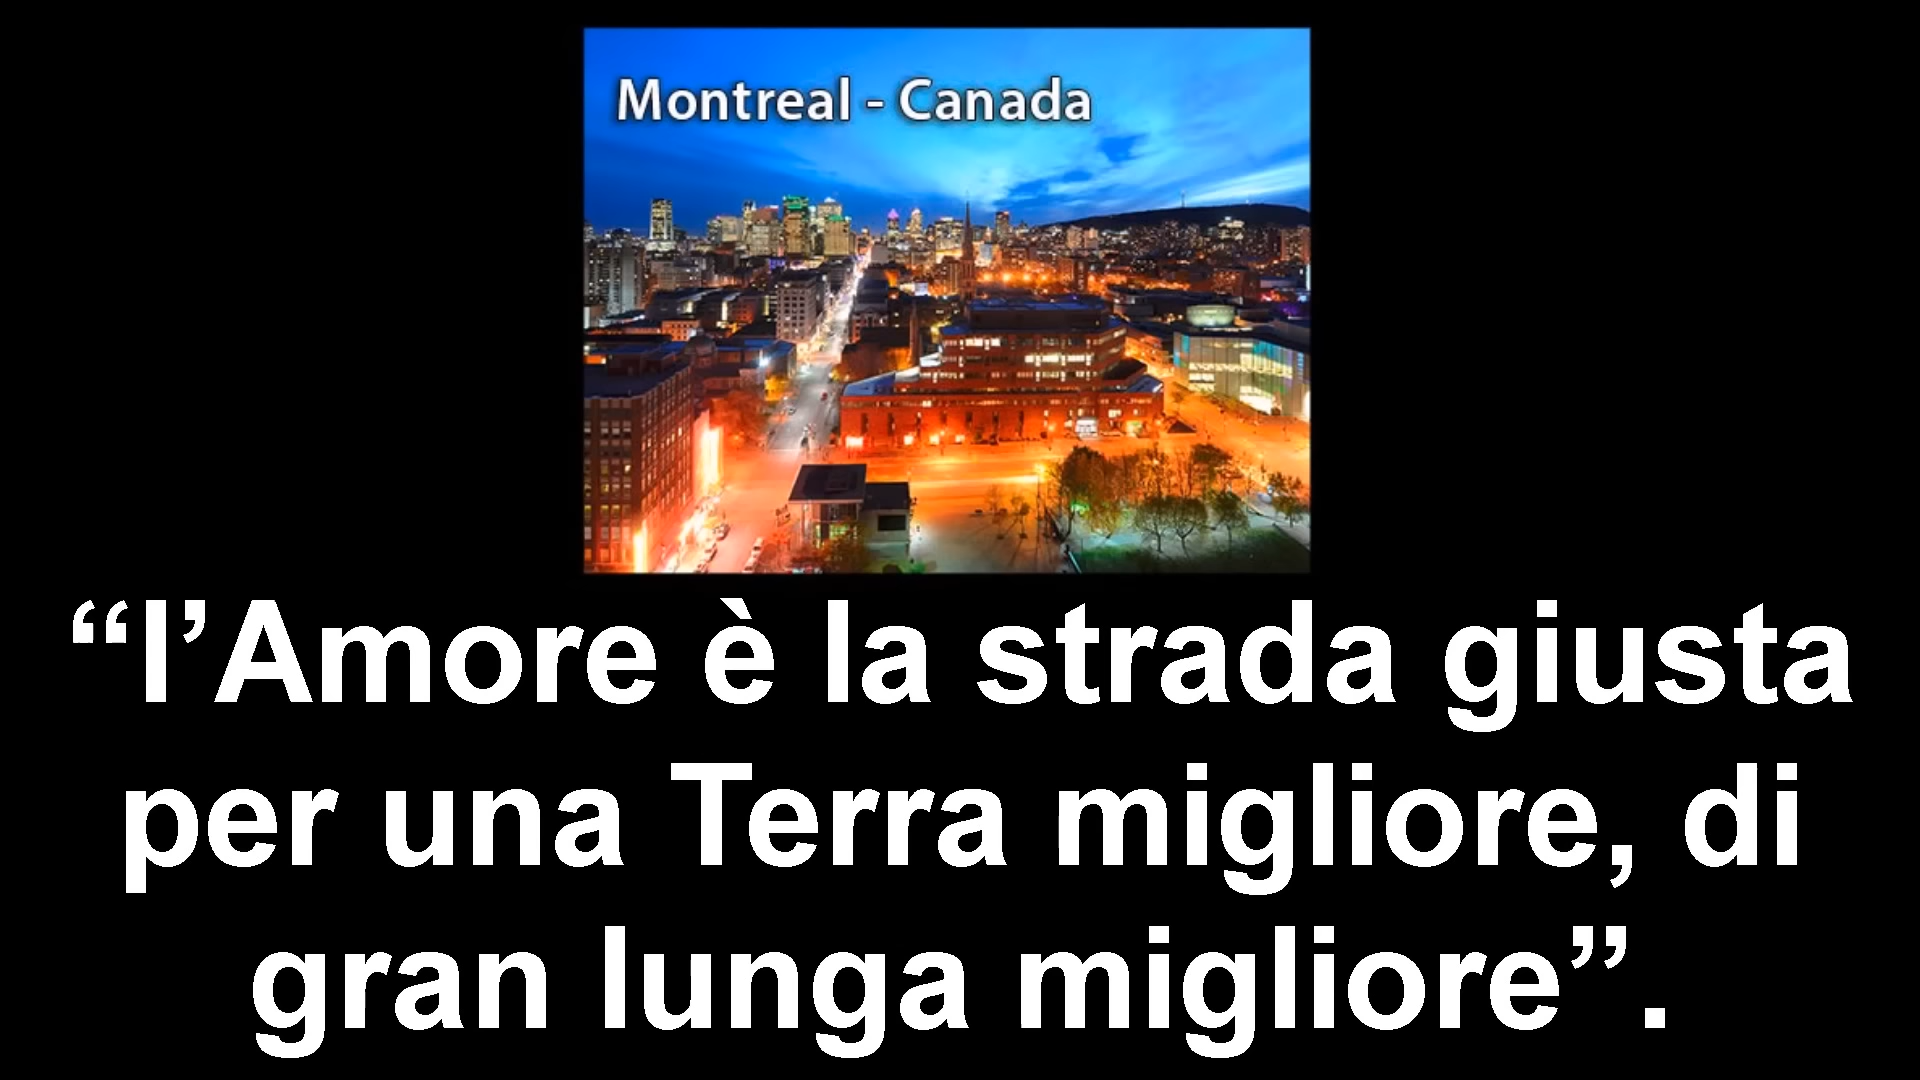 Montreal - Canada
“l’Amore è la strada giusta
per una Terra migliore, di
gran lunga migliore”.